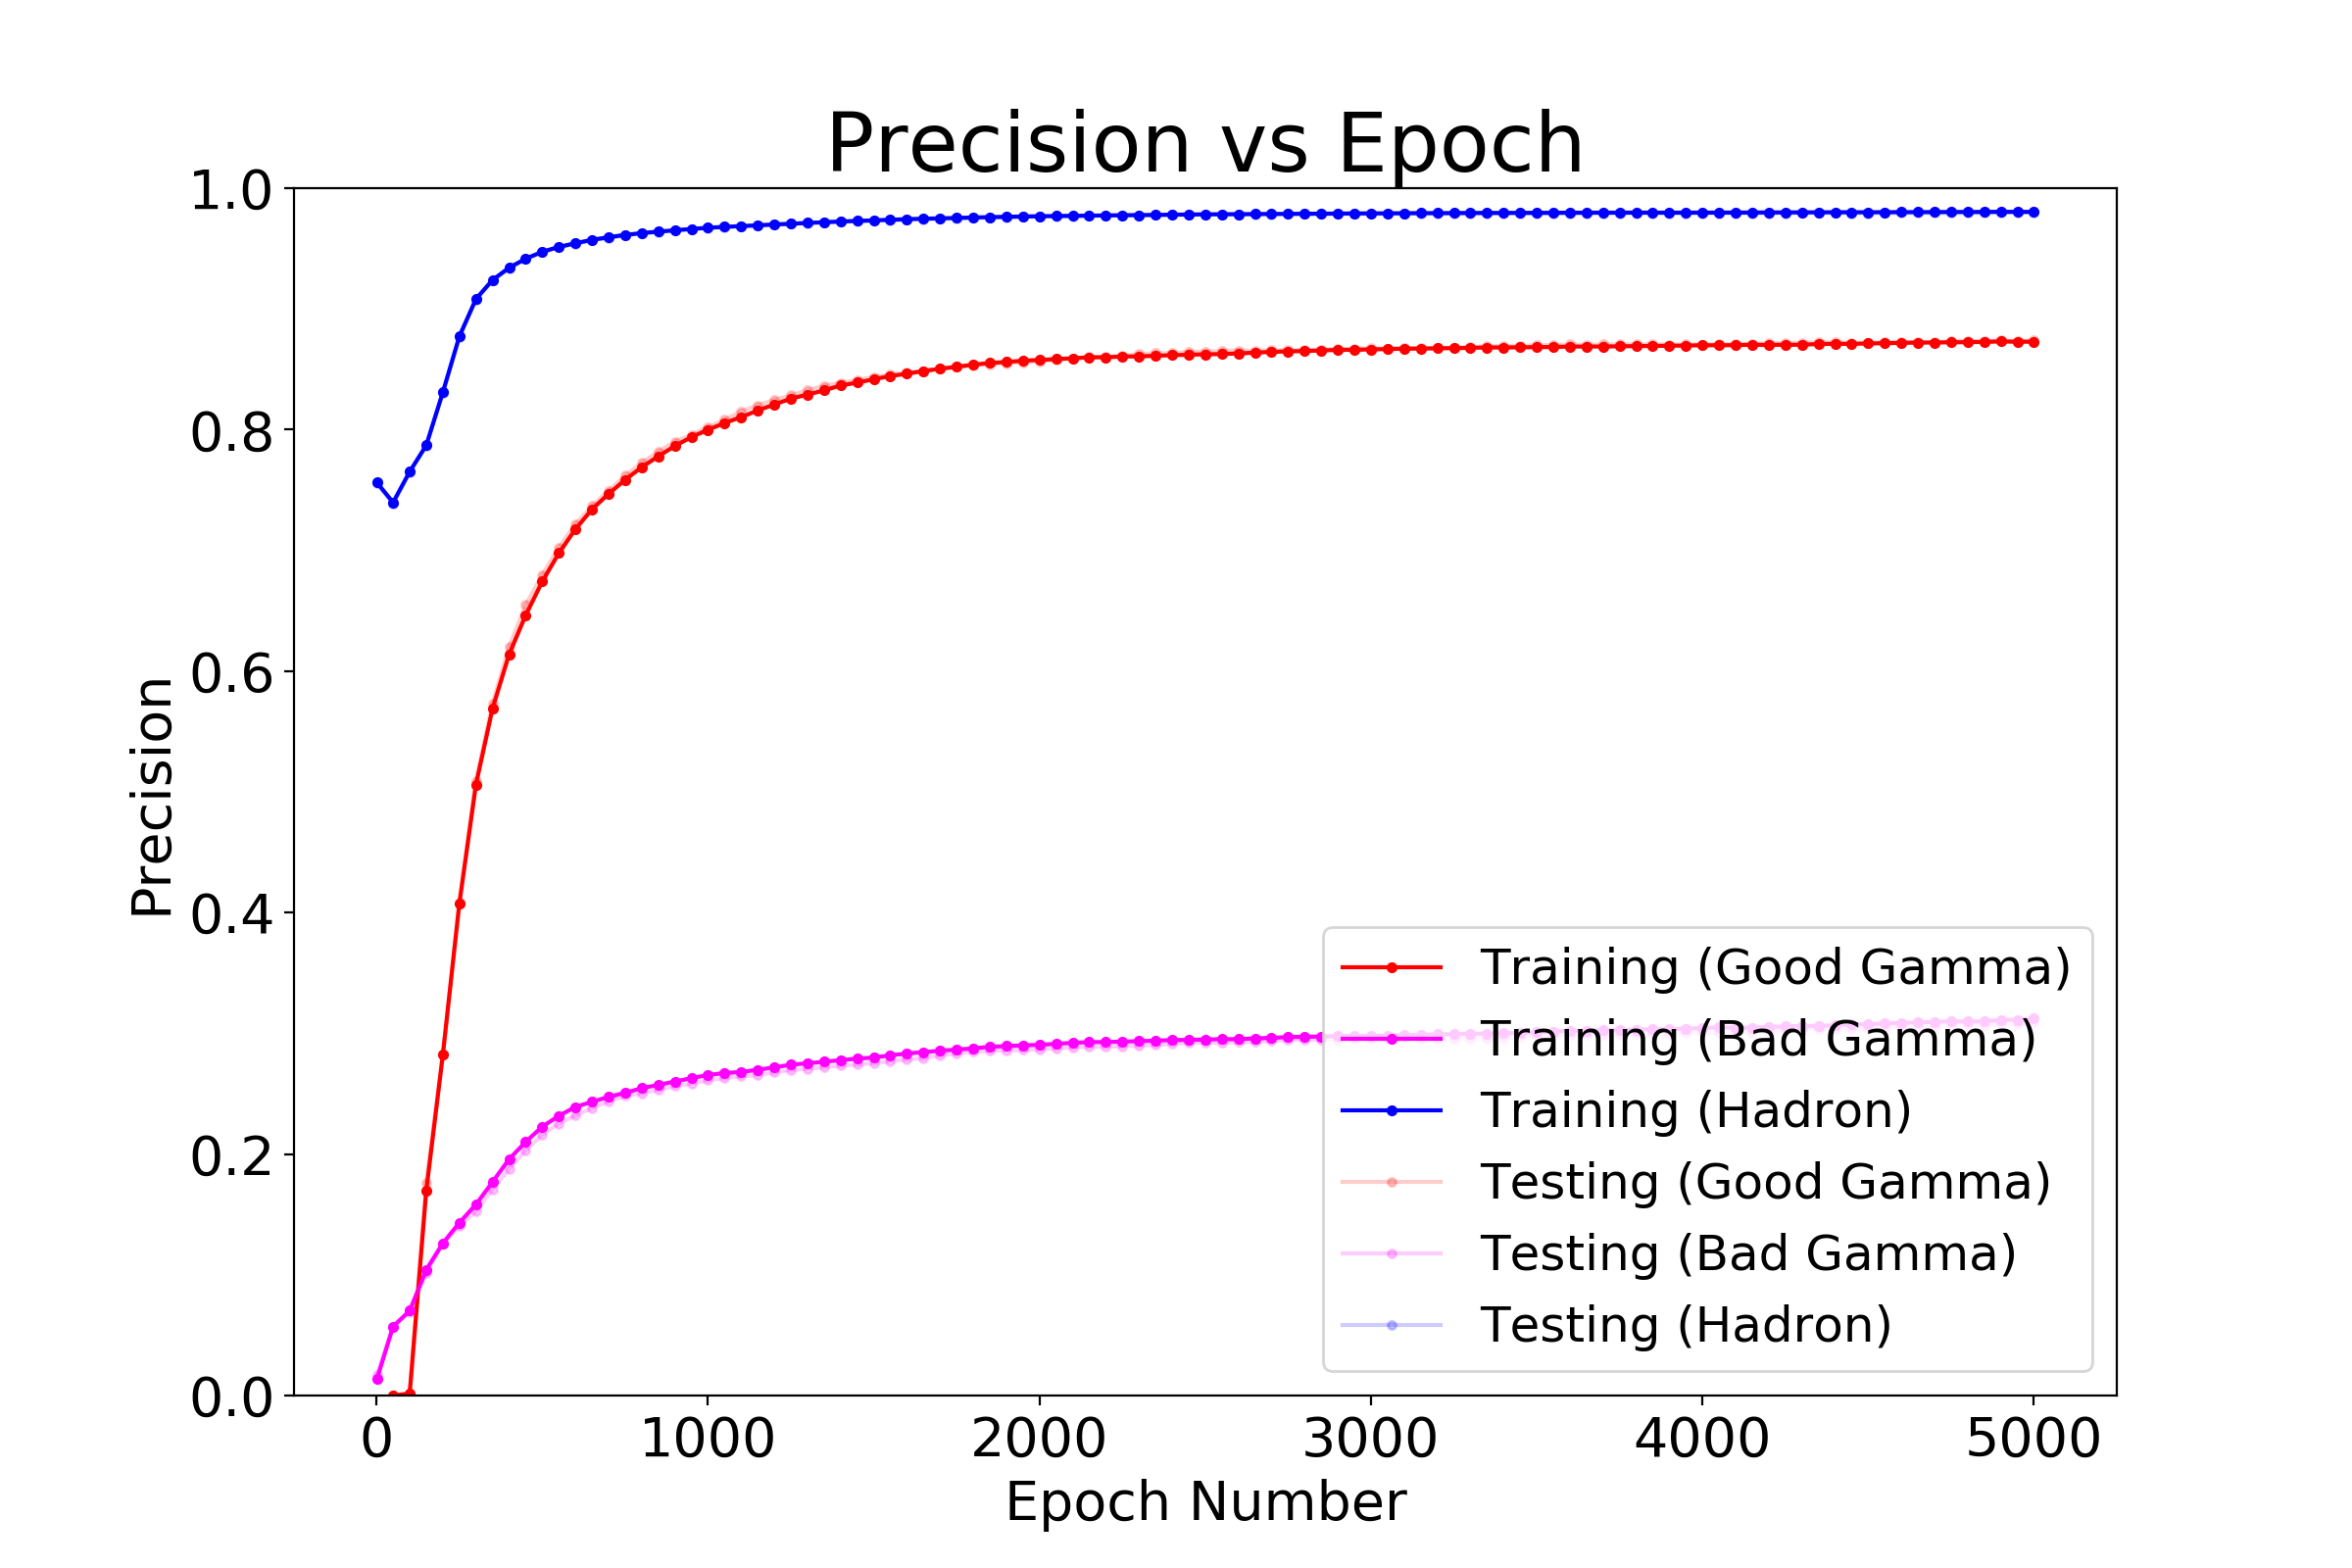 Precision vs Epoch
1.0
0.8
0.6
0.4
0.2
0.0
Precision
Training (Good Gamma)
Training (Bad Gamma)
Training (Hadron)
Testing (Good Gamma)
Testing (Bad Gamma)
Testing (Hadron)
0 1000 2000 3000 4000 5000
Epoch Number